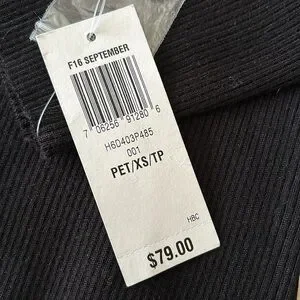 F16 SEPTEMBER
7 06256 91280 6
H6D403P485
001
PET/XS/TP
HBC
$79.00